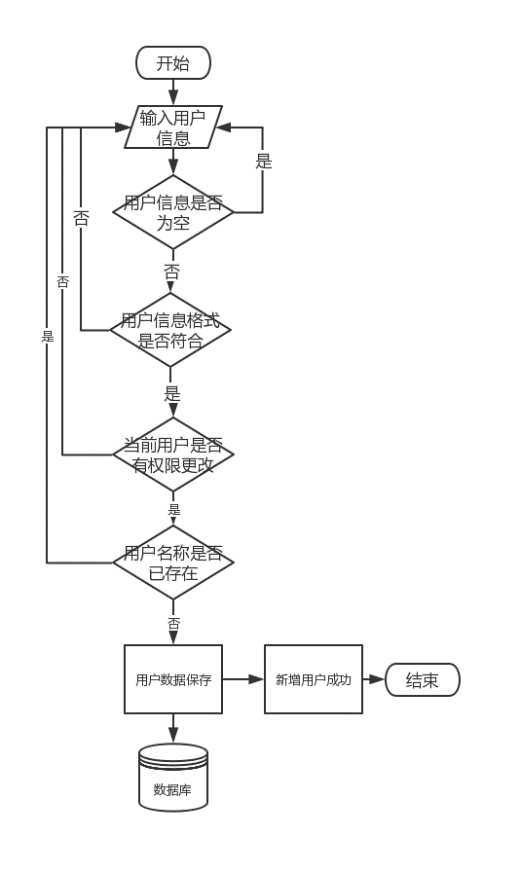 开始
输入用户
信息
是
用户信息是否
为空
否
否
用户信息格式
是否符合
否
是
是
当前用户是否
有权限更改
是
用户名称是否
已存在
否
用户数据保存
新增用户成功
结束
数据库